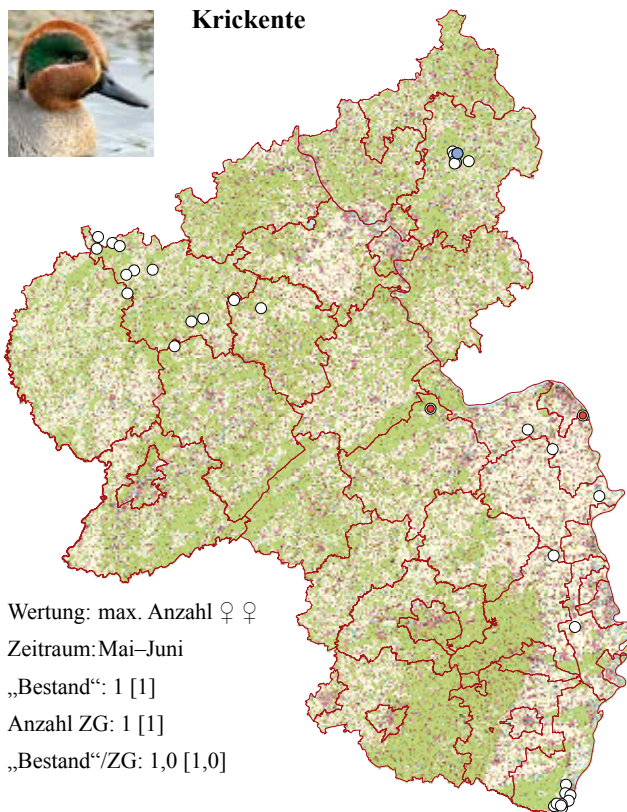 Krickente
Wertung: max. Anzahl ♀ ♀
Zeitraum:Mai–Juni
„Bestand“: 1 [1]
Anzahl ZG: 1 [1]
„Bestand“/ZG: 1,0 [1,0]